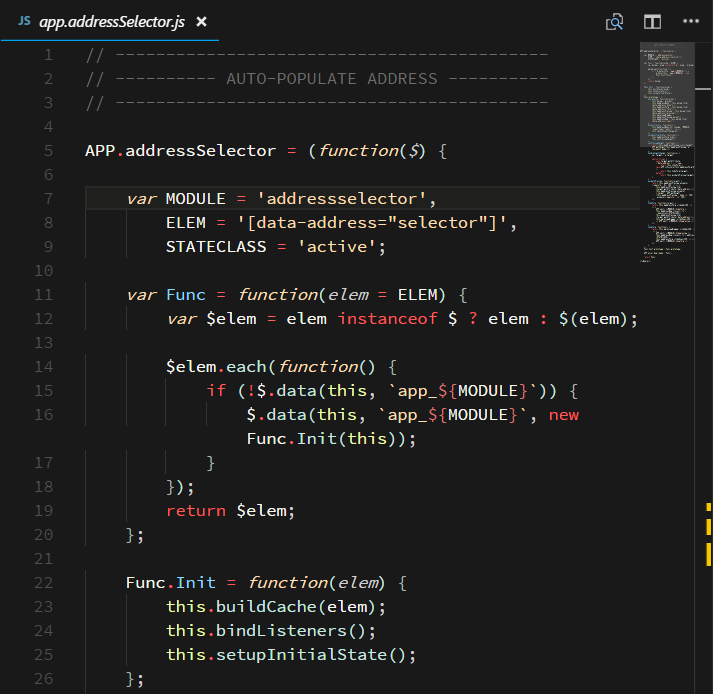 JS app.addressSelector.js ×
1 // -------------------------------------------
2 // ---------- AUTO-POPULATE ADDRESS ----------
3 // -------------------------------------------
4
5 APP.addressSelector = (function($) {
6
7 var MODULE = 'addressselector',
8 ELEM = '[data-address="selector"]',
9 STATECLASS = 'active';
10
11 var Func = function(elem = ELEM) {
12 var $elem = elem instanceof $ ? elem : $(elem);
13
14 $elem.each(function() {
15 if (!$.data(this, `app_${MODULE}`)) {
16 $.data(this, `app_${MODULE}`, new
Func.Init(this));
17 }
18 });
19 return $elem;
20 };
21
22 Func.Init = function(elem) {
23 this.buildCache(elem);
24 this.bindListeners();
25 this.setupInitialState();
26 };